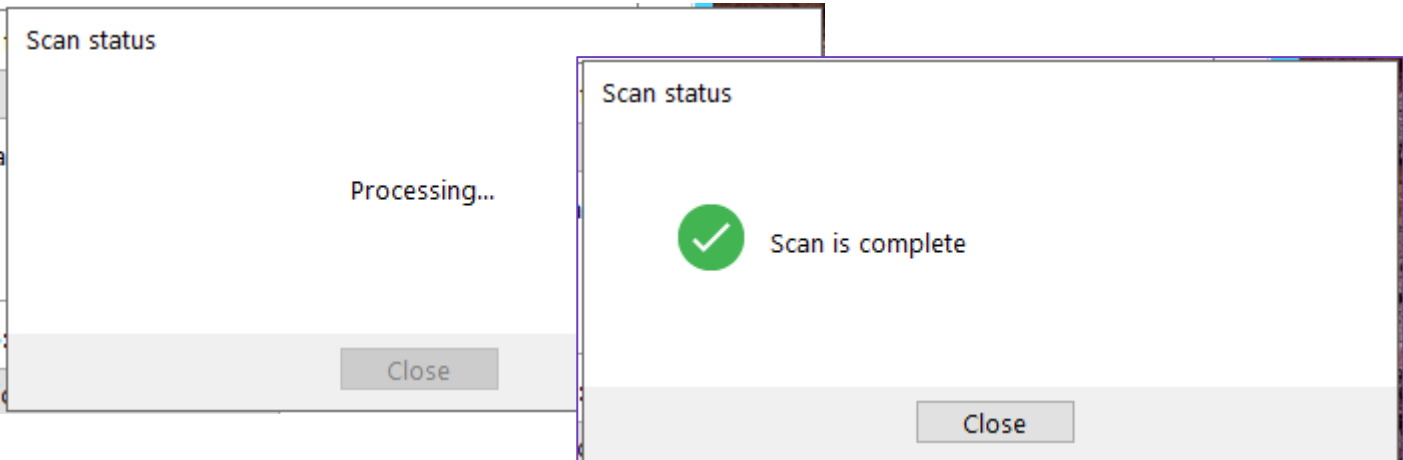 Scan status
Processing...
Close
Scan status
Scan is complete
Close